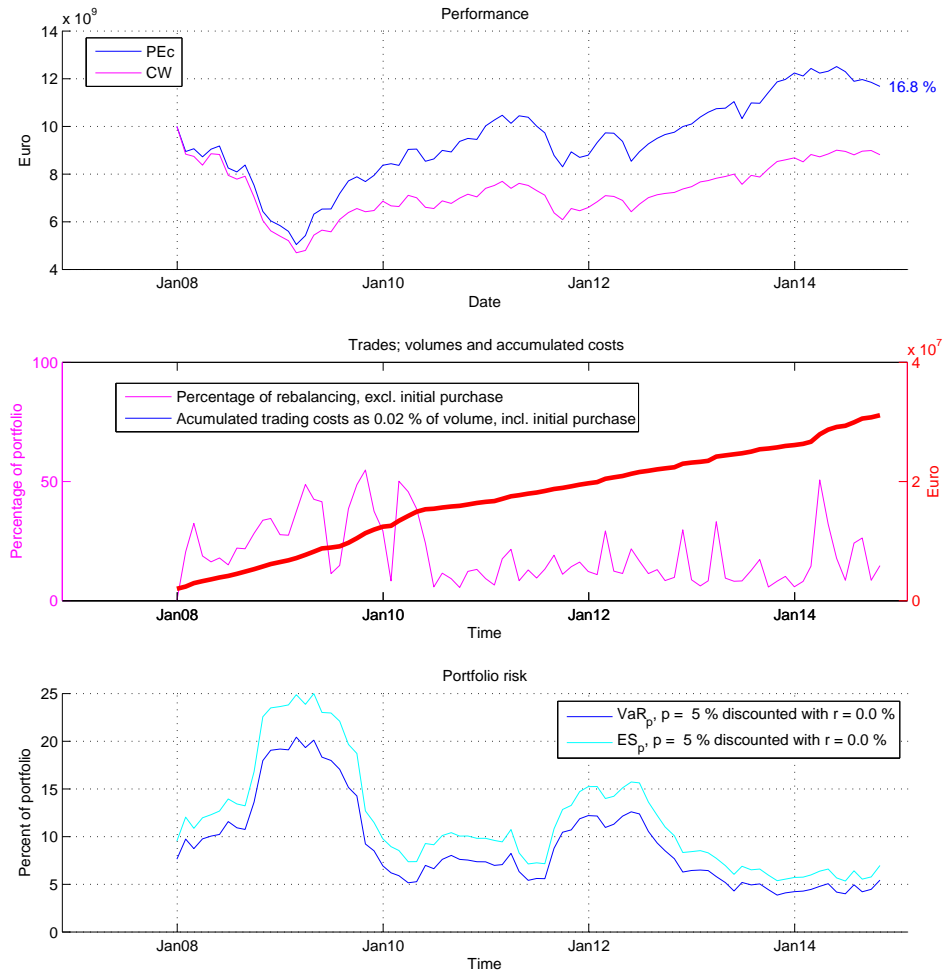 Performance
x 10^9
14
12
10
8
6
4
Euro
PEc
CW
16.8 %
Jan08
Jan10
Jan12
Jan14
Date
Trades; volumes and accumulated costs
x 10^7
100
50
0
Percentage of portfolio
Percentage of rebalancing, excl. initial purchase
Acumulated trading costs as 0.02 % of volume, incl. initial purchase
4
2
0
Euro
Jan08
Jan10
Jan12
Jan14
Time
Portfolio risk
25
20
15
10
5
0
Percent of portfolio
VaR_p, p = 5 % discounted with r = 0.0 %
ES_p, p = 5 % discounted with r = 0.0 %
Jan08
Jan10
Jan12
Jan14
Time